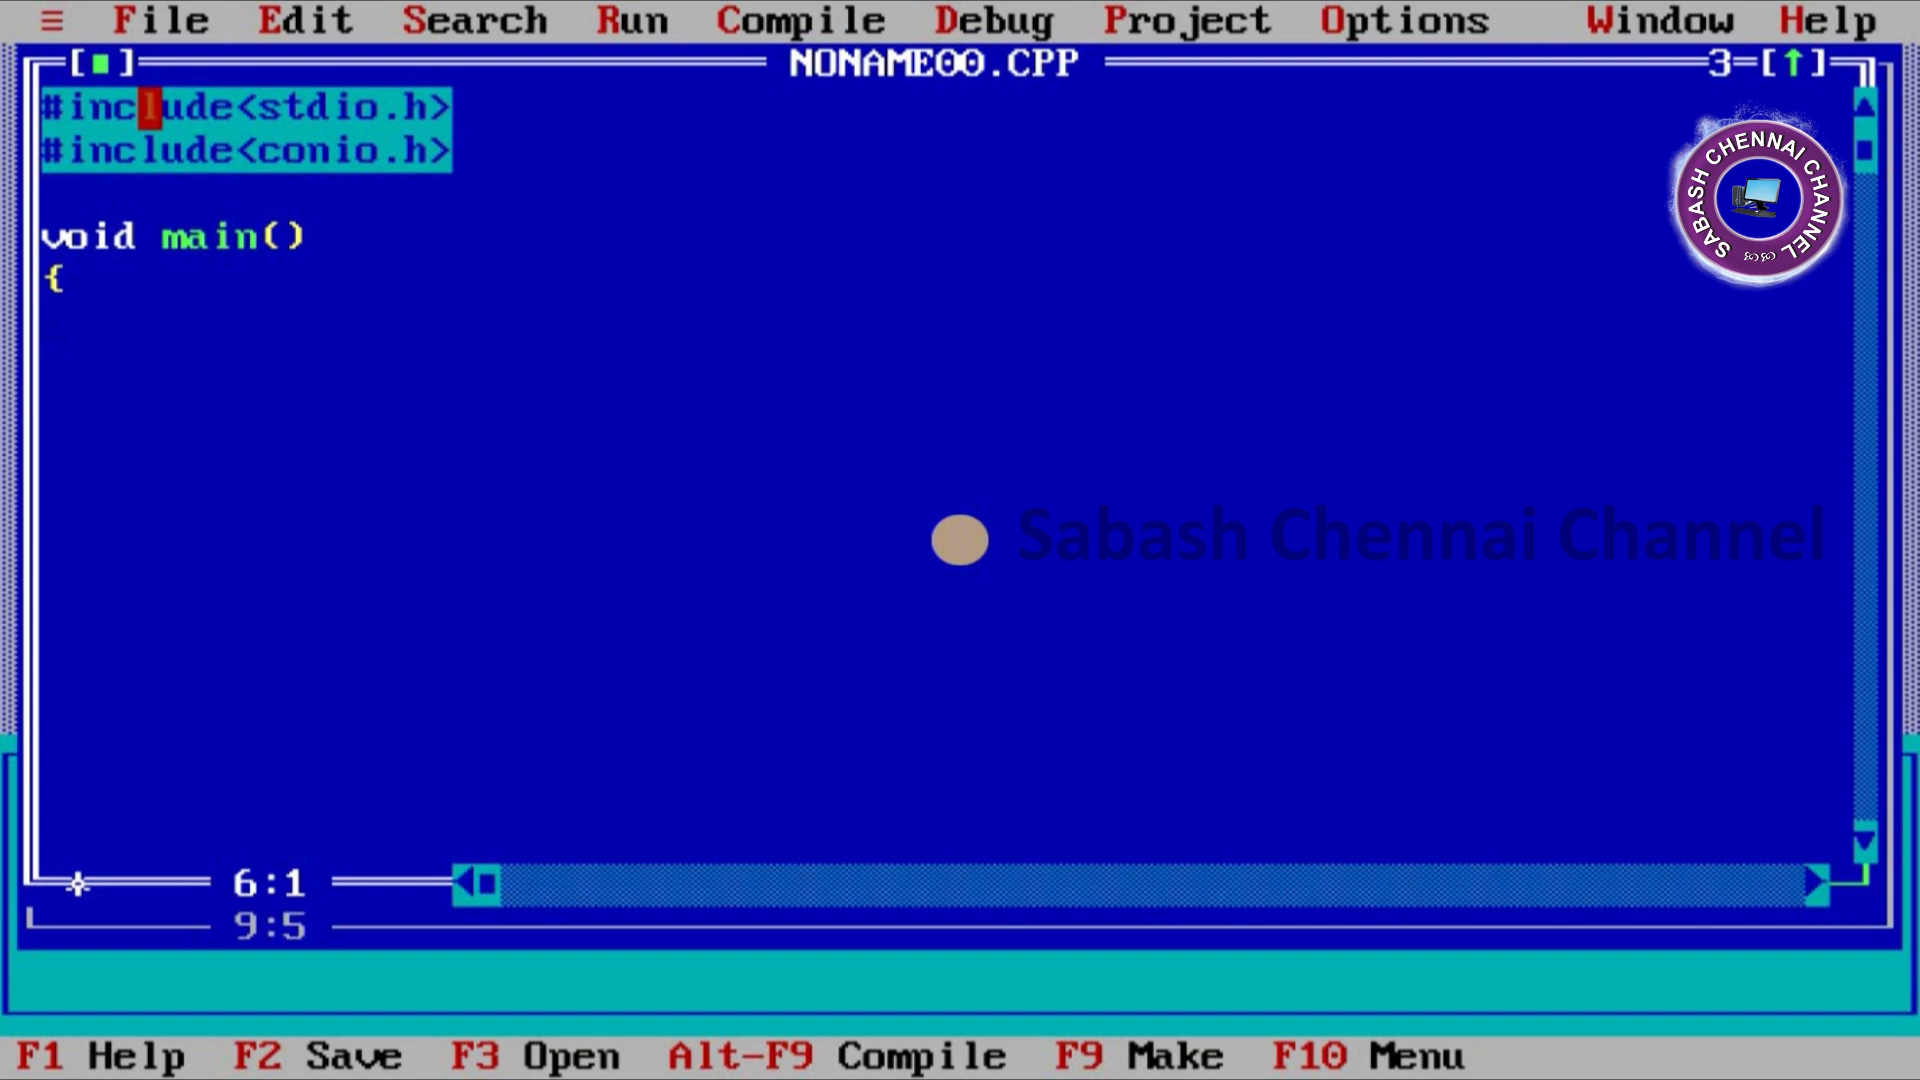 ≡ File Edit Search Run Compile Debug Project Options Window Help
[■] NONAME00.CPP 3=[↑]
#include<stdio.h>
#include<conio.h>
void main()
{
SABASH CHENNAI CHANNEL
Sabash Chennai Channel
6:1
9:5
F1 Help F2 Save F3 Open Alt-F9 Compile F9 Make F10 Menu